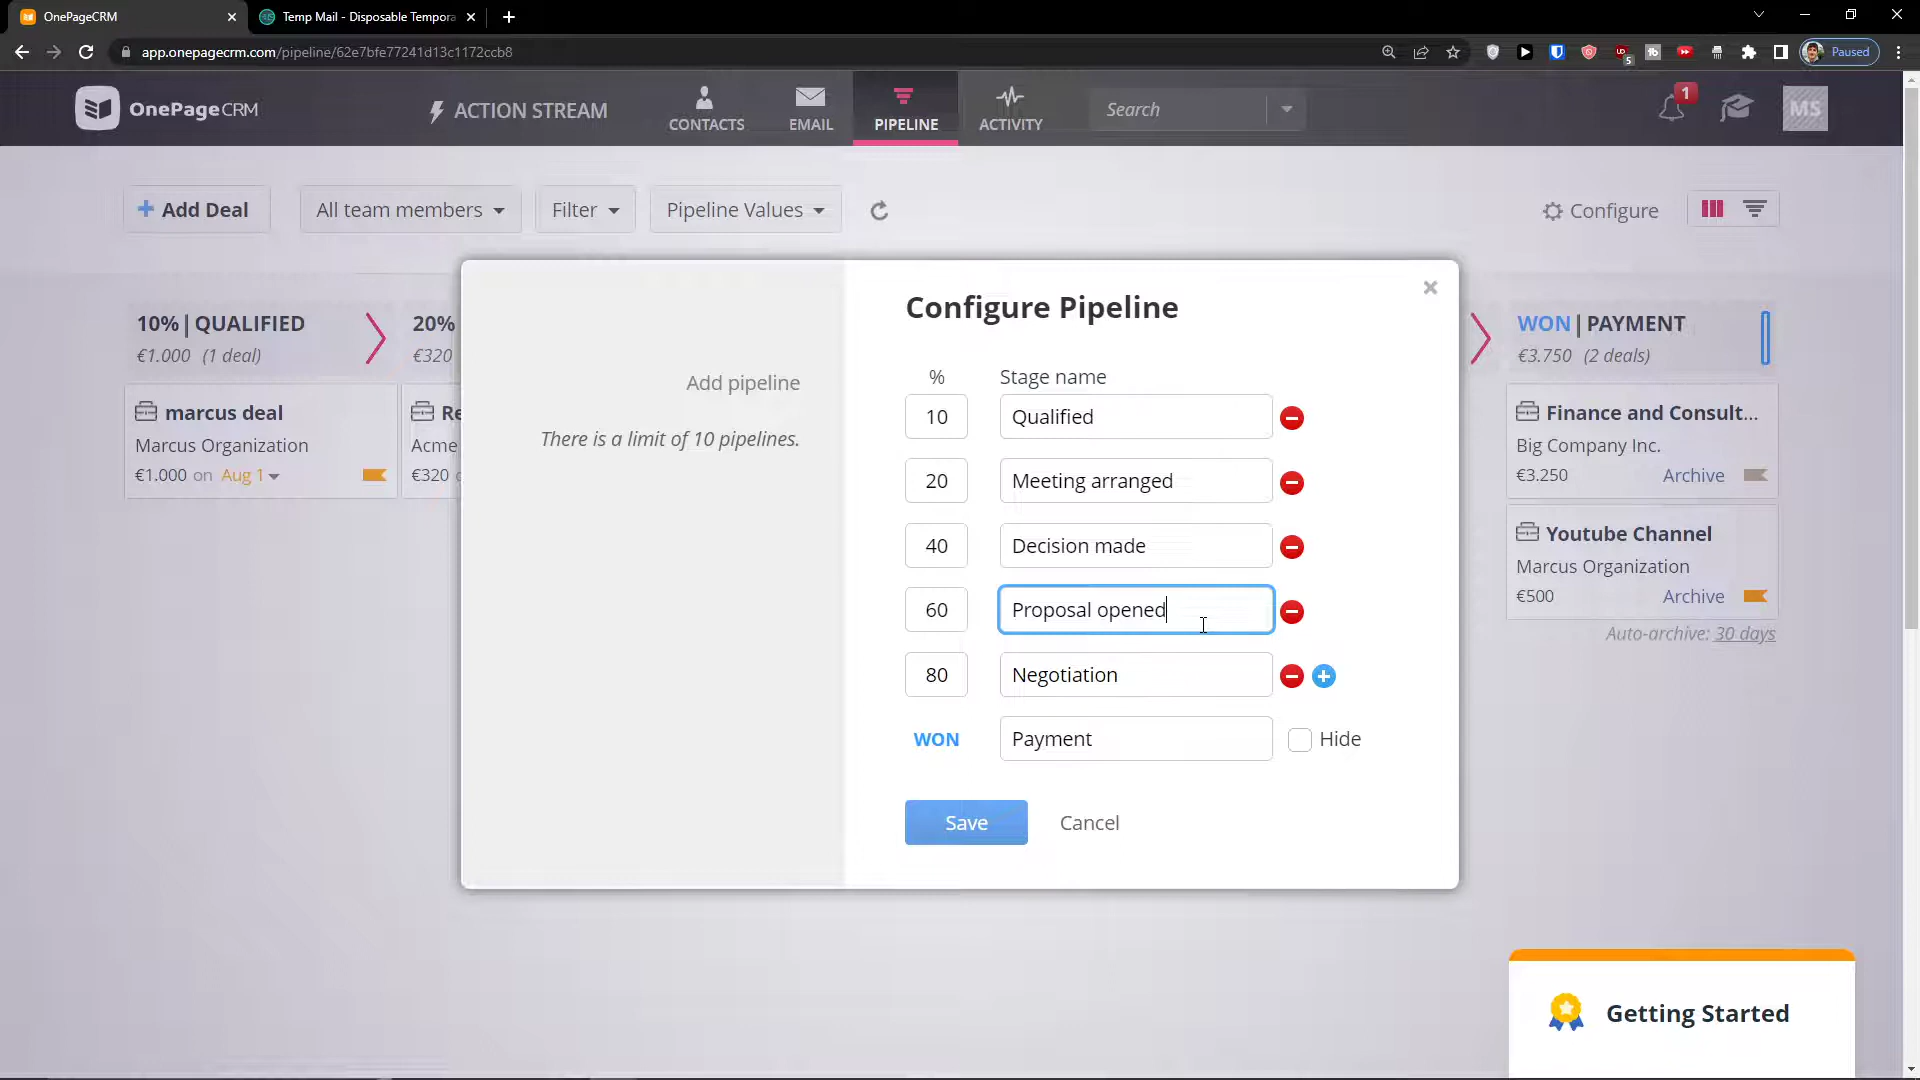 OnePageCRM
Temp Mail - Disposable Tempora
app.onepagecrm.com/pipeline/62e7bfe77241d13c1172ccb8
5
Paused
OnePageCRM
ACTION STREAM
CONTACTS
EMAIL
PIPELINE
ACTIVITY
Search
1
MS
+ Add Deal
All team members
Filter
Pipeline Values
Configure
10% | QUALIFIED
€1.000 (1 deal)
20%
€320
WON | PAYMENT
€3.750 (2 deals)
marcus deal
Marcus Organization
€1.000 on Aug 1
Re
Acme
€320
Finance and Consult...
Big Company Inc.
€3.250 Archive
Youtube Channel
Marcus Organization
€500 Archive
Auto-archive: 30 days
Add pipeline
There is a limit of 10 pipelines.
Configure Pipeline
% Stage name
10 Qualified
20 Meeting arranged
40 Decision made
60 Proposal opened
80 Negotiation
WON Payment Hide
Save Cancel
Getting Started